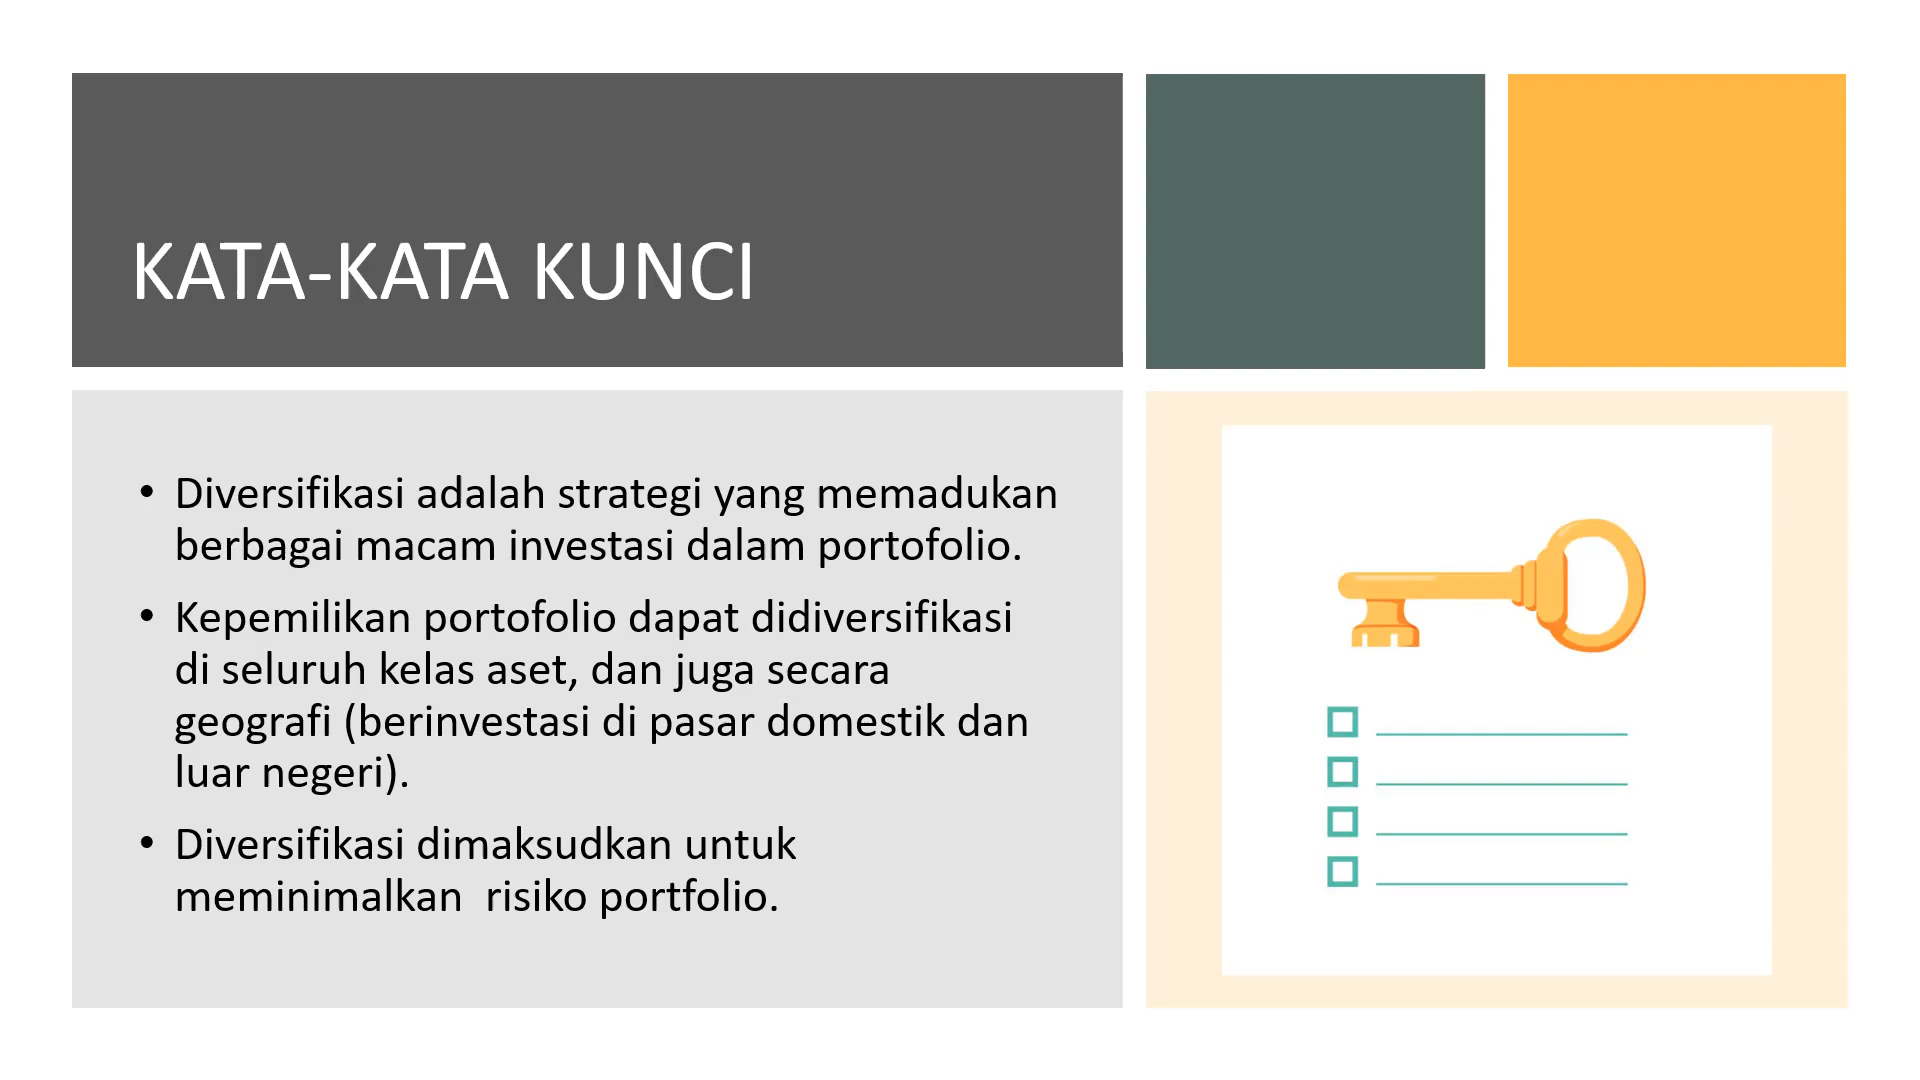 KATA-KATA KUNCI
• Diversifikasi adalah strategi yang memadukan
berbagai macam investasi dalam portofolio.
• Kepemilikan portofolio dapat didiversifikasi
di seluruh kelas aset, dan juga secara
geografi (berinvestasi di pasar domestik dan
luar negeri).
• Diversifikasi dimaksudkan untuk
meminimalkan  risiko portfolio.